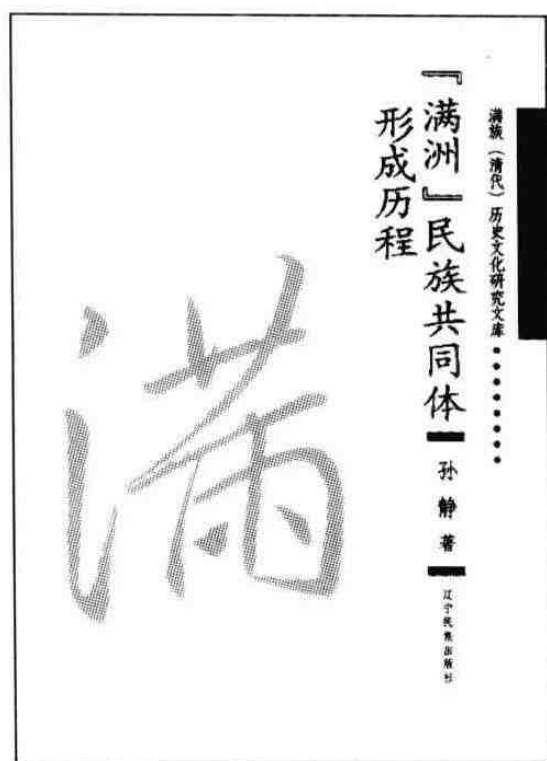 满族（清代）历史文化研究文库
『满洲』民族共同体
形成历程
孙静 著
辽宁民族出版社
满